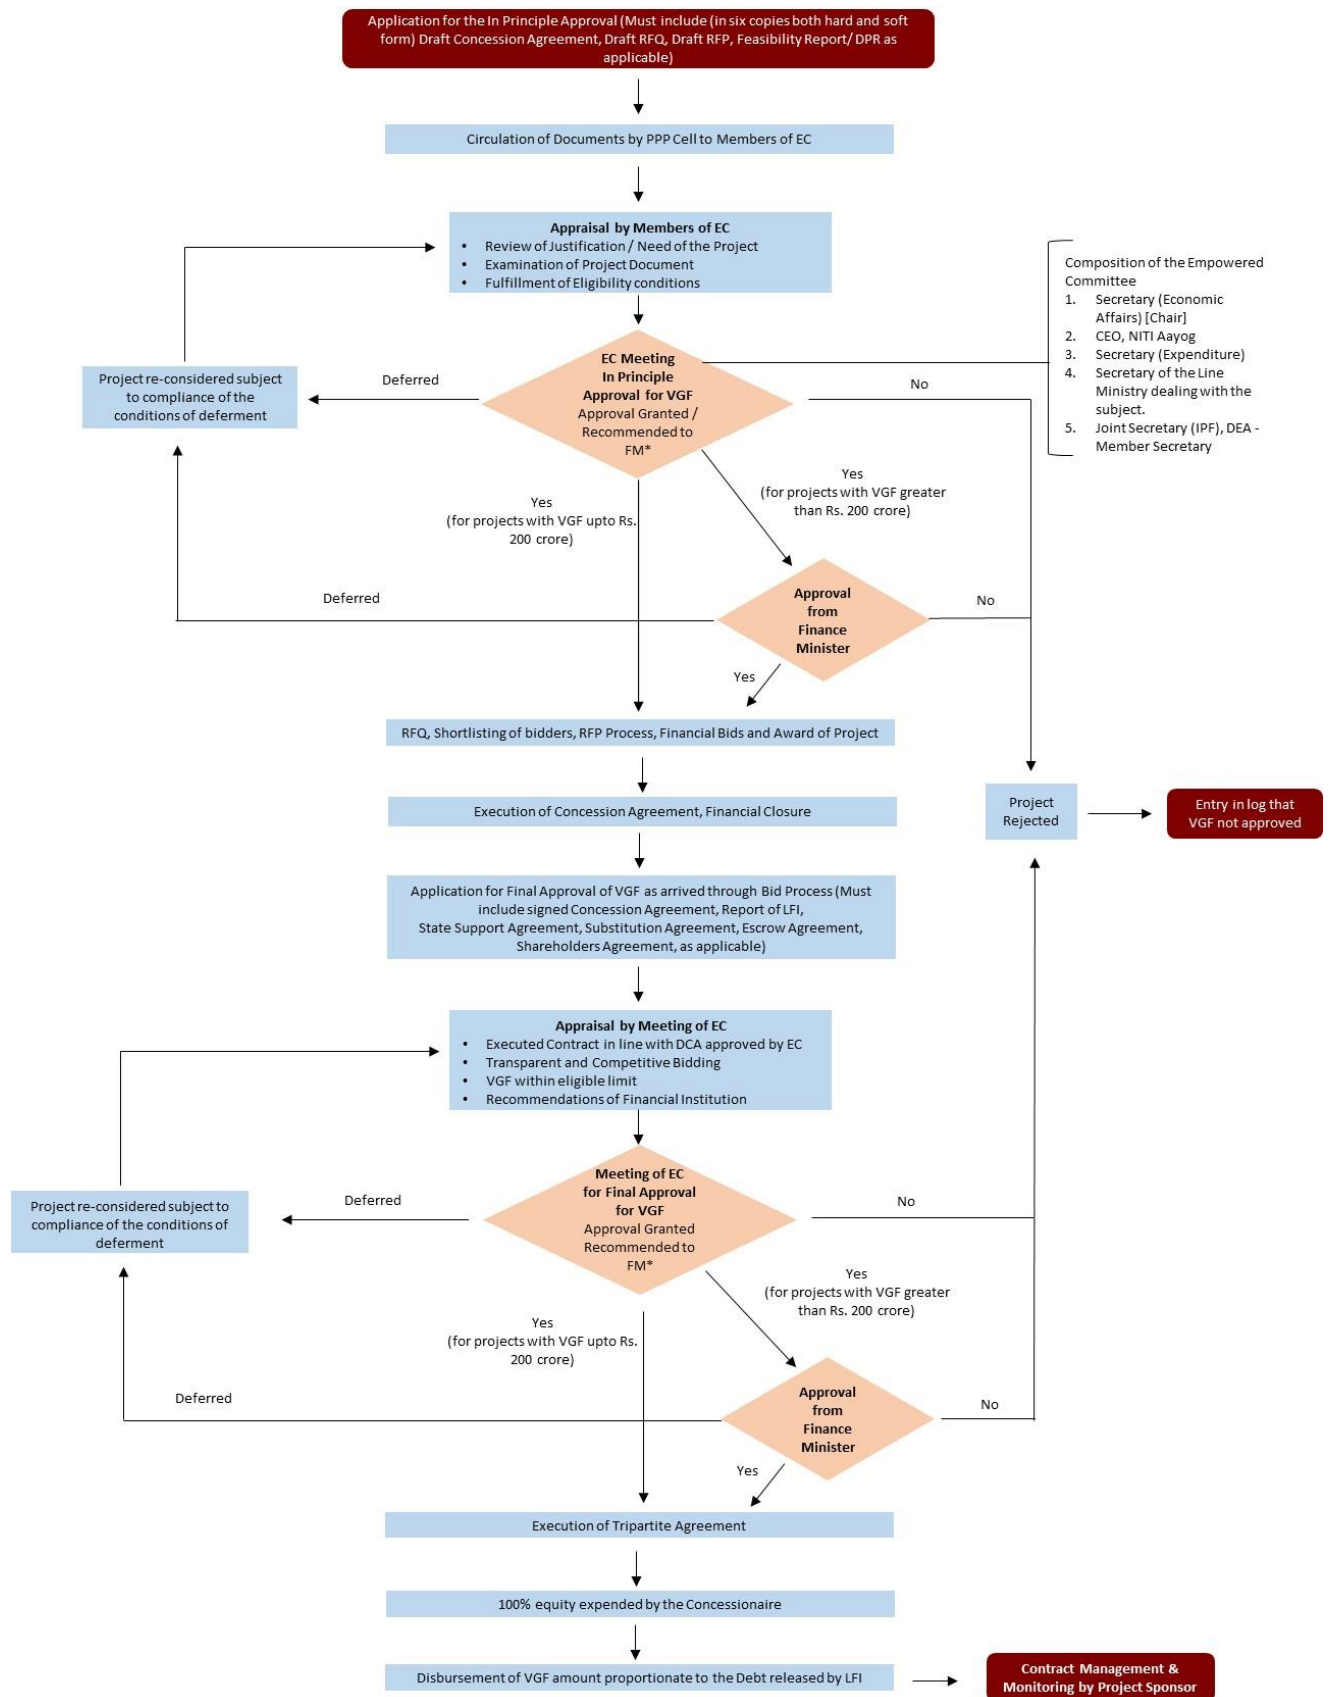 Application for the In Principle Approval (Must include (in six copies both hard and soft
form) Draft Concession Agreement, Draft RFQ, Draft RFP, Feasibility Report/ DPR as
applicable)
Circulation of Documents by PPP Cell to Members of EC
Appraisal by Members of EC
• Review of Justification / Need of the Project
• Examination of Project Document
• Fulfillment of Eligibility conditions
Composition of the Empowered
Committee
1. Secretary (Economic
Affairs) [Chair]
2. CEO, NITI Aayog
3. Secretary (Expenditure)
4. Secretary of the Line
Ministry dealing with the
subject.
5. Joint Secretary (IPF), DEA -
Member Secretary
EC Meeting
In Principle
Approval for VGF
Approval Granted /
Recommended to
FM*
Deferred
No
Project re-considered subject
to compliance of the
conditions of deferment
Yes
(for projects with VGF greater
than Rs. 200 crore)
Yes
(for projects with VGF upto Rs.
200 crore)
Approval
from
Finance
Minister
Deferred
No
Yes
RFQ, Shortlisting of bidders, RFP Process, Financial Bids and Award of Project
Execution of Concession Agreement, Financial Closure
Project
Rejected
Entry in log that
VGF not approved
Application for Final Approval of VGF as arrived through Bid Process (Must
include signed Concession Agreement, Report of LFI,
State Support Agreement, Substitution Agreement, Escrow Agreement,
Shareholders Agreement, as applicable)
Appraisal by Meeting of EC
• Executed Contract in line with DCA approved by EC
• Transparent and Competitive Bidding
• VGF within eligible limit
• Recommendations of Financial Institution
Meeting of EC
for Final Approval
for VGF
Approval Granted
Recommended to
FM*
Deferred
No
Project re-considered subject to
compliance of the conditions of
deferment
Yes
(for projects with VGF greater
than Rs. 200 crore)
Yes
(for projects with VGF upto Rs.
200 crore)
Approval
from
Finance
Minister
Deferred
No
Yes
Execution of Tripartite Agreement
100% equity expended by the Concessionaire
Disbursement of VGF amount proportionate to the Debt released by LFI
Contract Management &
Monitoring by Project Sponsor